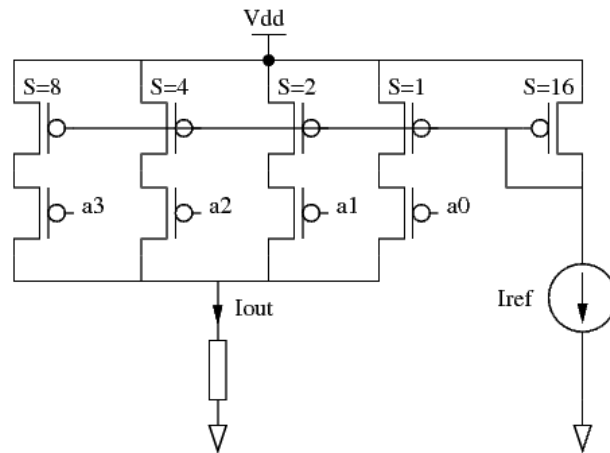 Vdd
S=8
S=4
S=2
S=1
S=16
a3
a2
a1
a0
Iout
Iref